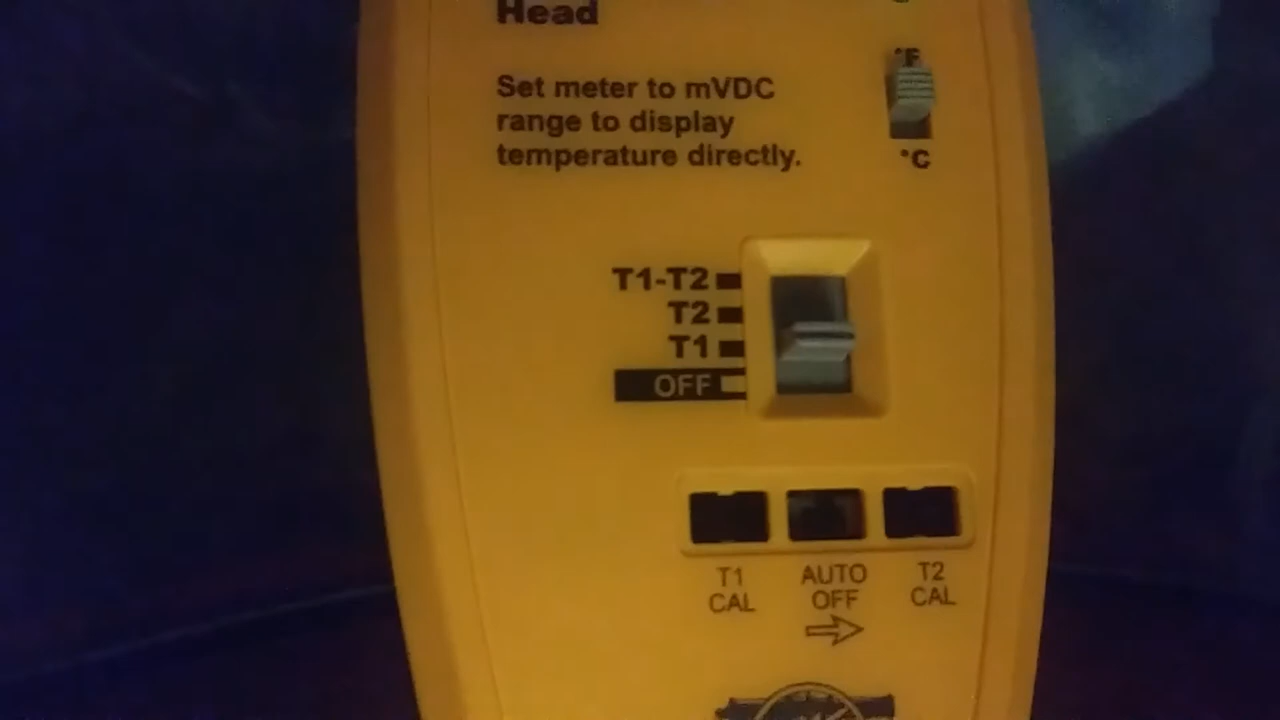 Head
°F
Set meter to mVDC
range to display
temperature directly.
°C
T1-T2
T2
T1
OFF
T1
CAL
AUTO
OFF
T2
CAL